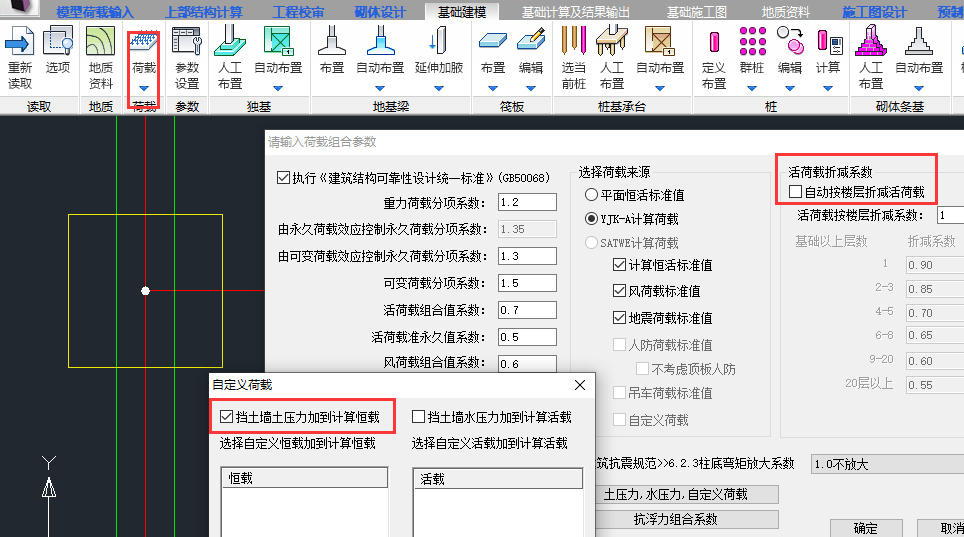 模型荷载输入 上部结构计算 工程校审 砌体设计 基础建模 基础计算及结果输出 基础施工图 地质资料 施工图设计 预制
重新读取 选项 地质资料 荷载 参数设置 人工布置 自动布置 布置 自动布置 延伸加腋 布置 编辑 选当前桩 人工布置 自动布置 定义布置 群桩 编辑 计算 人工布置 自动布置
读取 地质 荷载 参数 独基 地基梁 筏板 桩基承台 桩 砌体条基
请输入荷载组合参数
执行《建筑结构可靠性设计统一标准》(GB50068)
重力荷载分项系数: 1.2
由永久荷载效应控制永久荷载分项系数: 1.35
由可变荷载效应控制永久荷载分项系数: 1.3
可变荷载分项系数: 1.5
活荷载组合值系数: 0.7
活荷载准永久值系数: 0.5
风荷载组合值系数: 0.6
选择荷载来源
平面恒活标准值
YJK-A计算荷载
SATWE计算荷载
计算恒活标准值
风荷载标准值
地震荷载标准值
人防荷载标准值
不考虑顶板人防
吊车荷载标准值
自定义荷载
活荷载折减系数
自动按楼层折减活荷载
活荷载按楼层折减系数: 1
基础以上层数 折减系数
1 0.90
2-3 0.85
4-5 0.70
6-8 0.65
9-20 0.60
20层以上 0.55
筑抗震规范>>6.2.3柱底弯矩放大系数 1.0不放大
土压力,水压力,自定义荷载
抗浮力组合系数
确定 取消
自定义荷载
挡土墙土压力加到计算恒载 挡土墙水压力加到计算活载
选择自定义恒载加到计算恒载 选择自定义活载加到计算活载
恒载 活载
Y